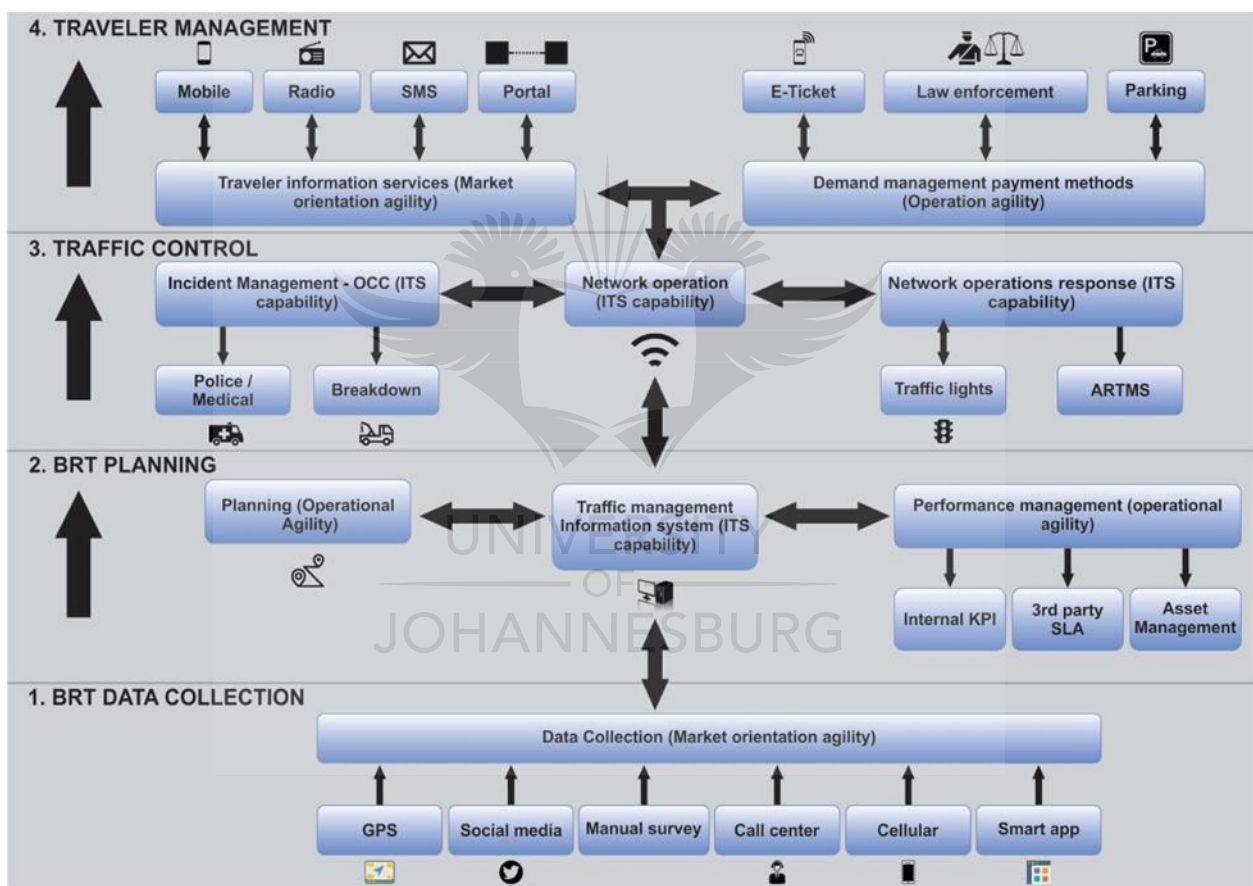 4. TRAVELER MANAGEMENT
Mobile
Radio
SMS
Portal
E-Ticket
Law enforcement
P
Parking
Traveler information services (Market
orientation agility)
Demand management payment methods
(Operation agility)
3. TRAFFIC CONTROL
Incident Management - OCC (ITS
capability)
Network operation
(ITS capability)
Network operations response (ITS
capability)
Police /
Medical
Breakdown
Traffic lights
ARTMS
2. BRT PLANNING
Planning (Operational
Agility)
Traffic management
Information system (ITS
capability)
Performance management (operational
agility)
UNIVERSITY
OF
JOHANNESBURG
Internal KPI
3rd party
SLA
Asset
Management
1. BRT DATA COLLECTION
Data Collection (Market orientation agility)
GPS
Social media
Manual survey
Call center
Cellular
Smart app